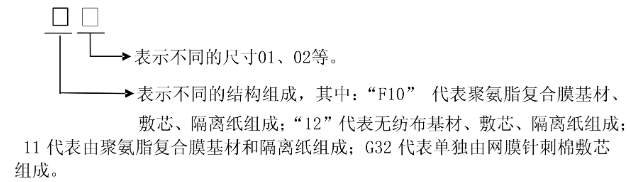 表示不同的尺寸01、02等。
表示不同的结构组成，其中：“F10” 代表聚氨脂复合膜基材、
敷芯、隔离纸组成；“12”代表无纺布基材、敷芯、隔离纸组成；
11 代表由聚氨脂复合膜基材和隔离纸组成；G32 代表单独由网膜针刺棉敷芯
组成。